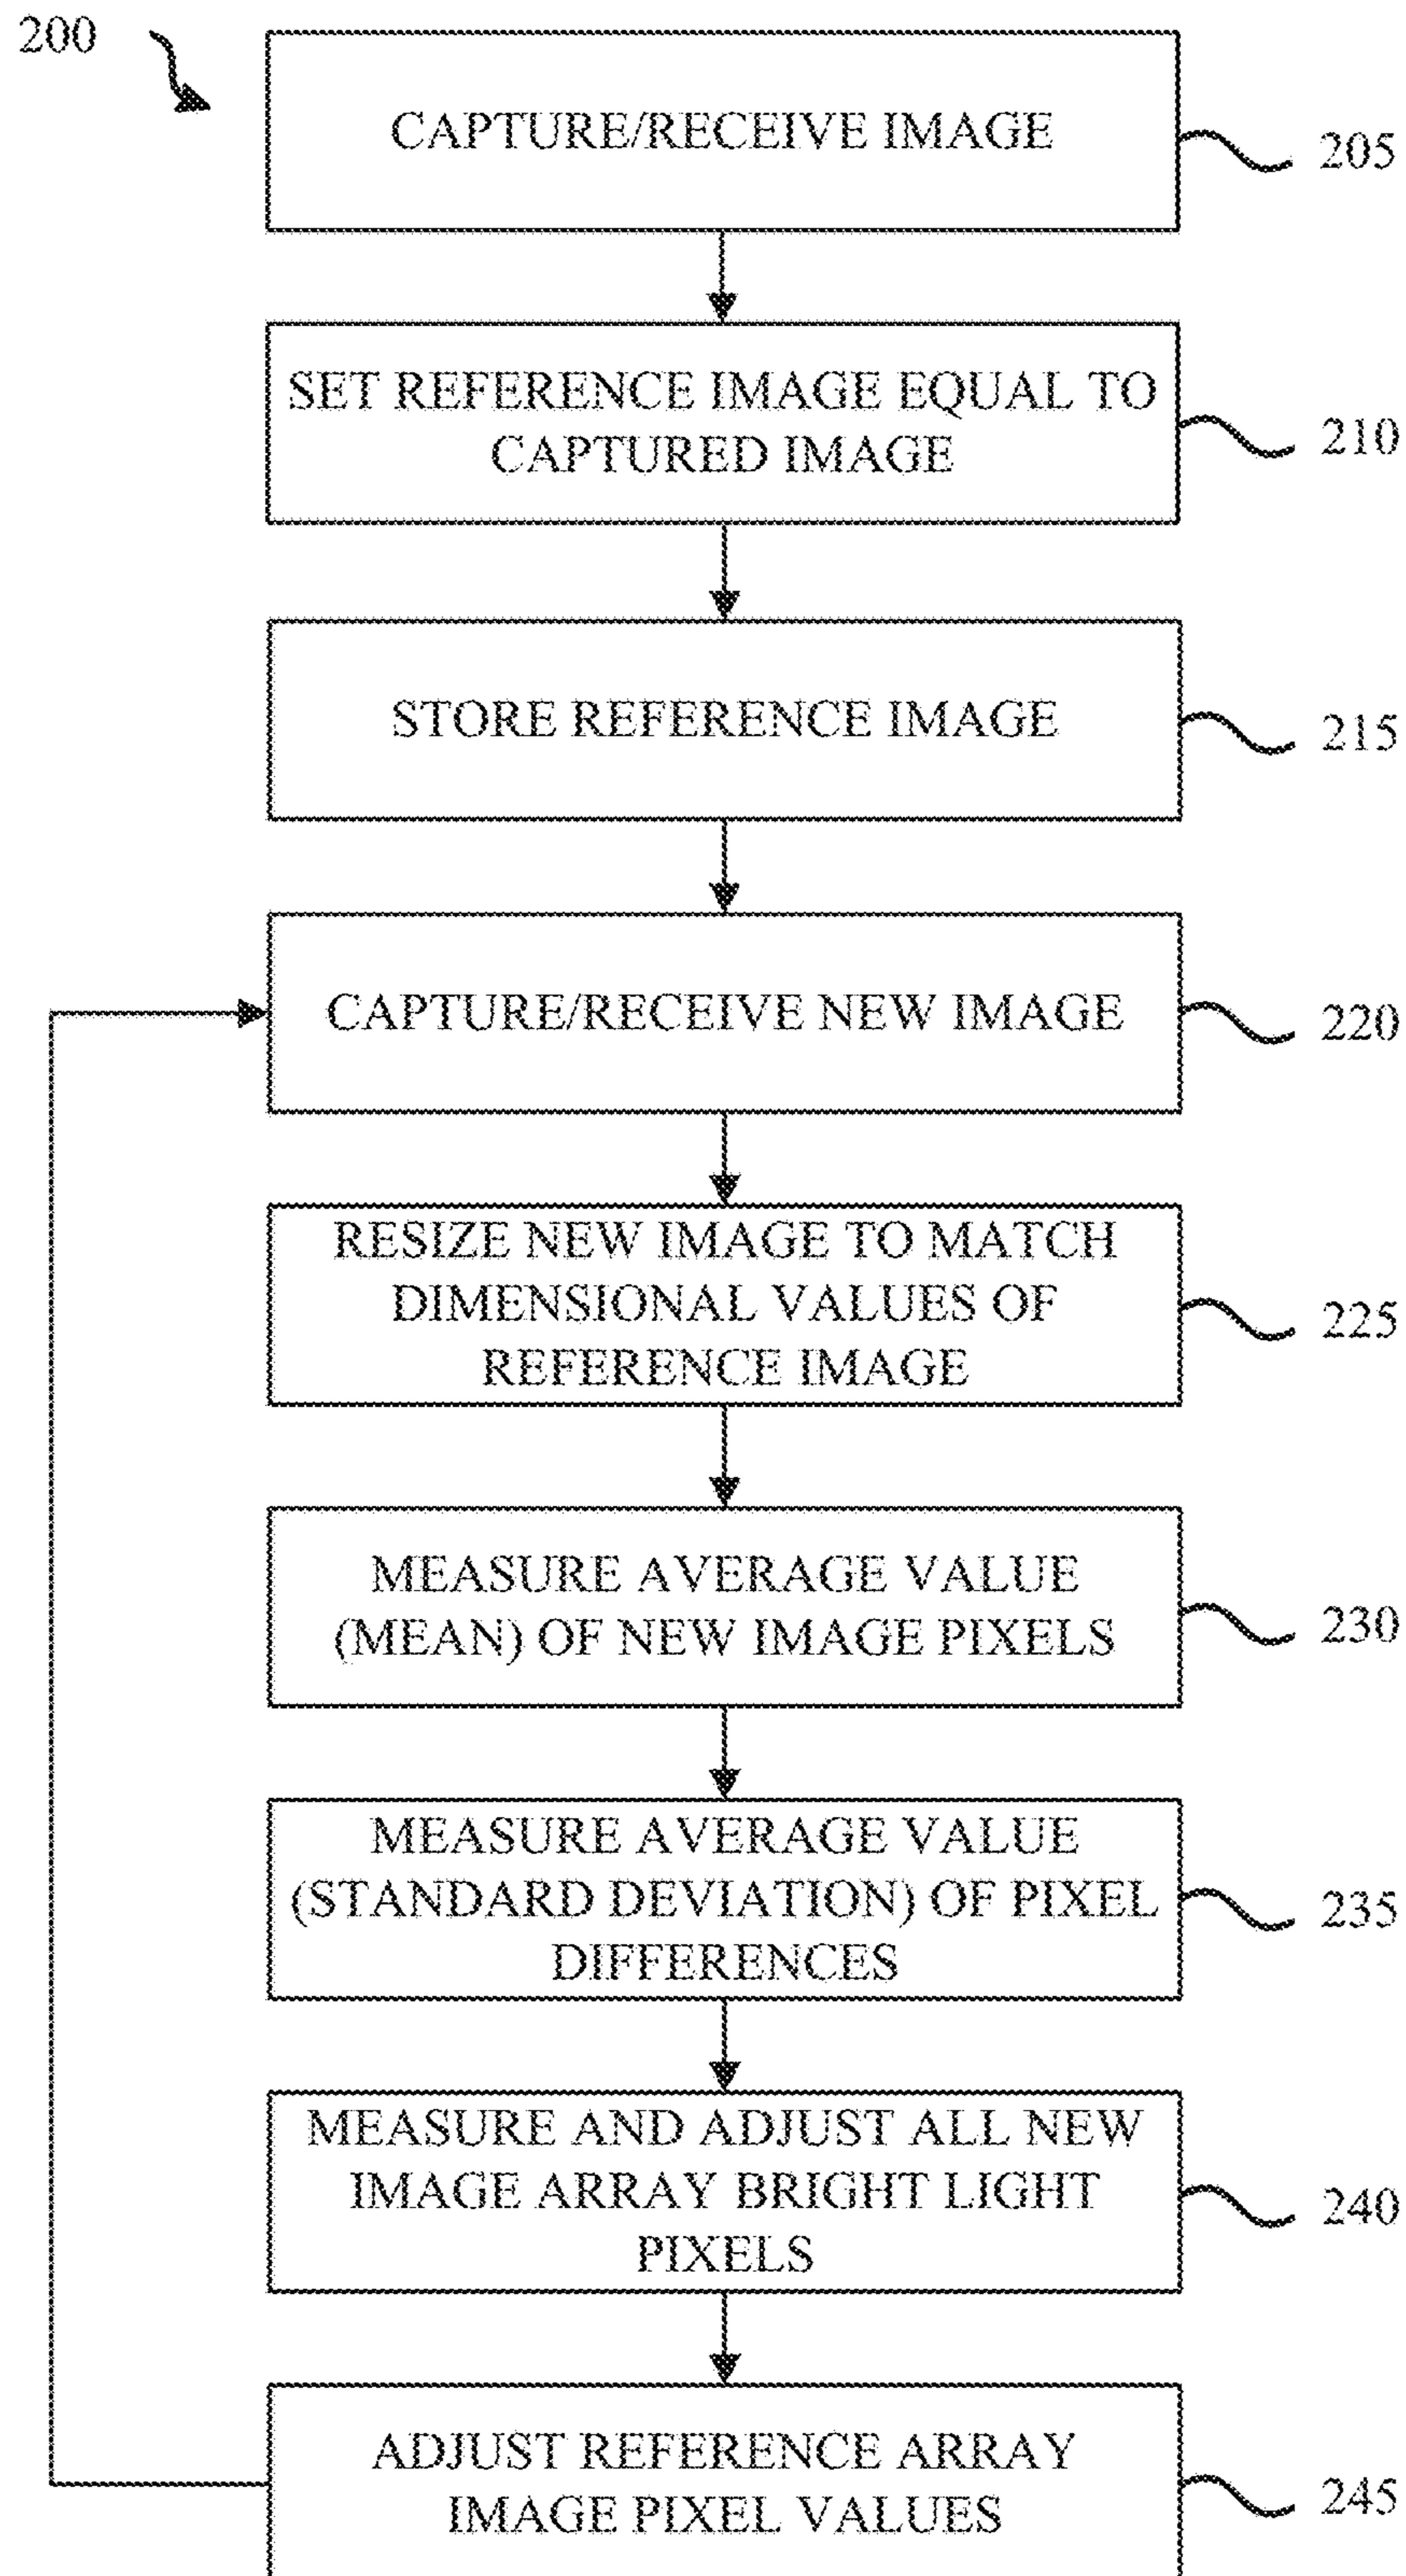 200
CAPTURE/RECEIVE IMAGE
205
SET REFERENCE IMAGE EQUAL TO
CAPTURED IMAGE
210
STORE REFERENCE IMAGE
215
CAPTURE/RECEIVE NEW IMAGE
220
RESIZE NEW IMAGE TO MATCH
DIMENSIONAL VALUES OF
REFERENCE IMAGE
225
MEASURE AVERAGE VALUE
(MEAN) OF NEW IMAGE PIXELS
230
MEASURE AVERAGE VALUE
(STANDARD DEVIATION) OF PIXEL
DIFFERENCES
235
MEASURE AND ADJUST ALL NEW
IMAGE ARRAY BRIGHT LIGHT
PIXELS
240
ADJUST REFERENCE ARRAY
IMAGE PIXEL VALUES
245